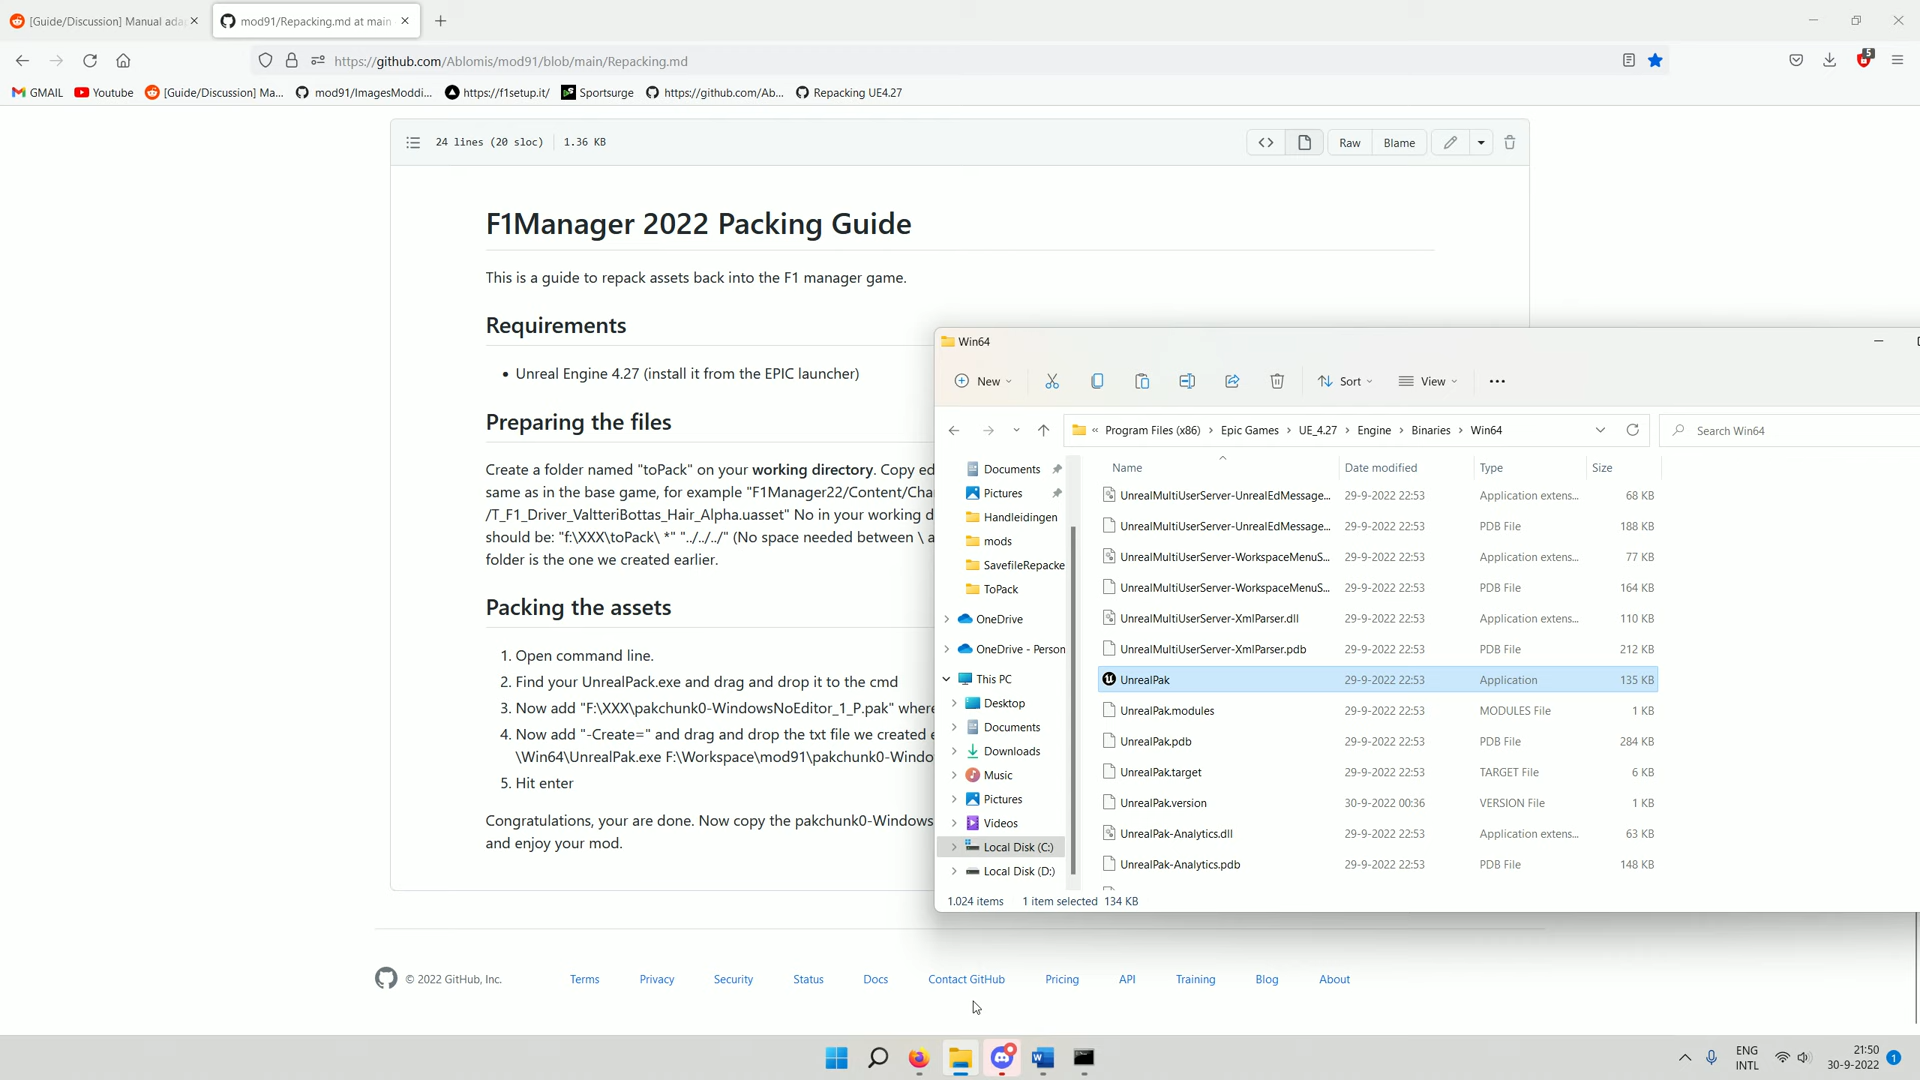 [Guide/Discussion] Manual ada
mod91/Repacking.md at main
https://github.com/Ablomis/mod91/blob/main/Repacking.md
5
GMAIL
Youtube
[Guide/Discussion] Ma...
mod91/ImagesModdi...
https://f1setup.it/
Sportsurge
https://github.com/Ab...
Repacking UE4.27
24 lines (20 sloc)
1.36 KB
Raw
Blame
F1Manager 2022 Packing Guide
This is a guide to repack assets back into the F1 manager game.
Requirements
• Unreal Engine 4.27 (install it from the EPIC launcher)
Preparing the files
Create a folder named "toPack" on your working directory. Copy ed
same as in the base game, for example "F1Manager22/Content/Cha
/T_F1_Driver_ValtteriBottas_Hair_Alpha.uasset" No in your working d
should be: "f:\XXX\toPack\ *" "../../../" (No space needed between \ a
folder is the one we created earlier.
Packing the assets
1. Open command line.
2. Find your UnrealPack.exe and drag and drop it to the cmd
3. Now add "F:\XXX\pakchunk0-WindowsNoEditor_1_P.pak" where
4. Now add "-Create=" and drag and drop the txt file we created e
\Win64\UnrealPak.exe F:\Workspace\mod91\pakchunk0-Windo
5. Hit enter
Congratulations, your are done. Now copy the pakchunk0-Windows
and enjoy your mod.
© 2022 GitHub, Inc.
Terms
Privacy
Security
Status
Docs
Contact GitHub
Pricing
API
Training
Blog
About
Win64
New
Sort
View
« Program Files (x86) > Epic Games > UE_4.27 > Engine > Binaries > Win64
Search Win64
Documents
Pictures
Handleidingen
mods
SavefileRepacke
ToPack
OneDrive
OneDrive - Person
This PC
Desktop
Documents
Downloads
Music
Pictures
Videos
Local Disk (C:)
Local Disk (D:)
Name Date modified Type Size
UnrealMultiUserServer-UnrealEdMessage... 29-9-2022 22:53 Application extens... 68 KB
UnrealMultiUserServer-UnrealEdMessage... 29-9-2022 22:53 PDB File 188 KB
UnrealMultiUserServer-WorkspaceMenuS... 29-9-2022 22:53 Application extens... 77 KB
UnrealMultiUserServer-WorkspaceMenuS... 29-9-2022 22:53 PDB File 164 KB
UnrealMultiUserServer-XmlParser.dll 29-9-2022 22:53 Application extens... 110 KB
UnrealMultiUserServer-XmlParser.pdb 29-9-2022 22:53 PDB File 212 KB
UnrealPak 29-9-2022 22:53 Application 135 KB
UnrealPak.modules 29-9-2022 22:53 MODULES File 1 KB
UnrealPak.pdb 29-9-2022 22:53 PDB File 284 KB
UnrealPak.target 29-9-2022 22:53 TARGET File 6 KB
UnrealPak.version 30-9-2022 00:36 VERSION File 1 KB
UnrealPak-Analytics.dll 29-9-2022 22:53 Application extens... 63 KB
UnrealPak-Analytics.pdb 29-9-2022 22:53 PDB File 148 KB
1.024 items
1 item selected 134 KB
ENG
INTL
21:50
30-9-2022
1